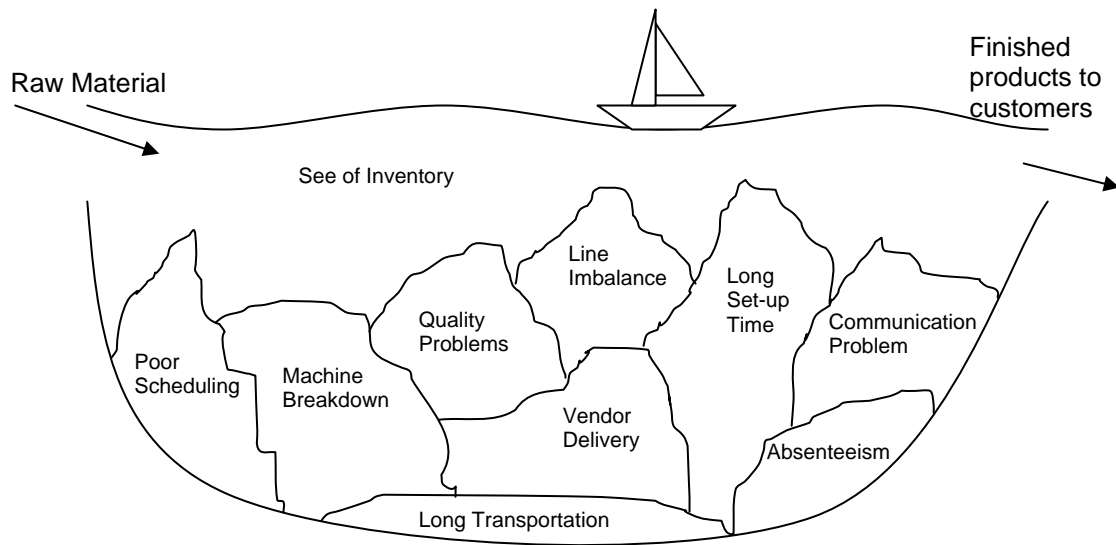 Raw Material
Finished
products to
customers
See of Inventory
Line
Imbalance
Long
Set-up
Time
Quality
Problems
Communication
Problem
Poor
Scheduling
Machine
Breakdown
Vendor
Delivery
Absenteeism
Long Transportation